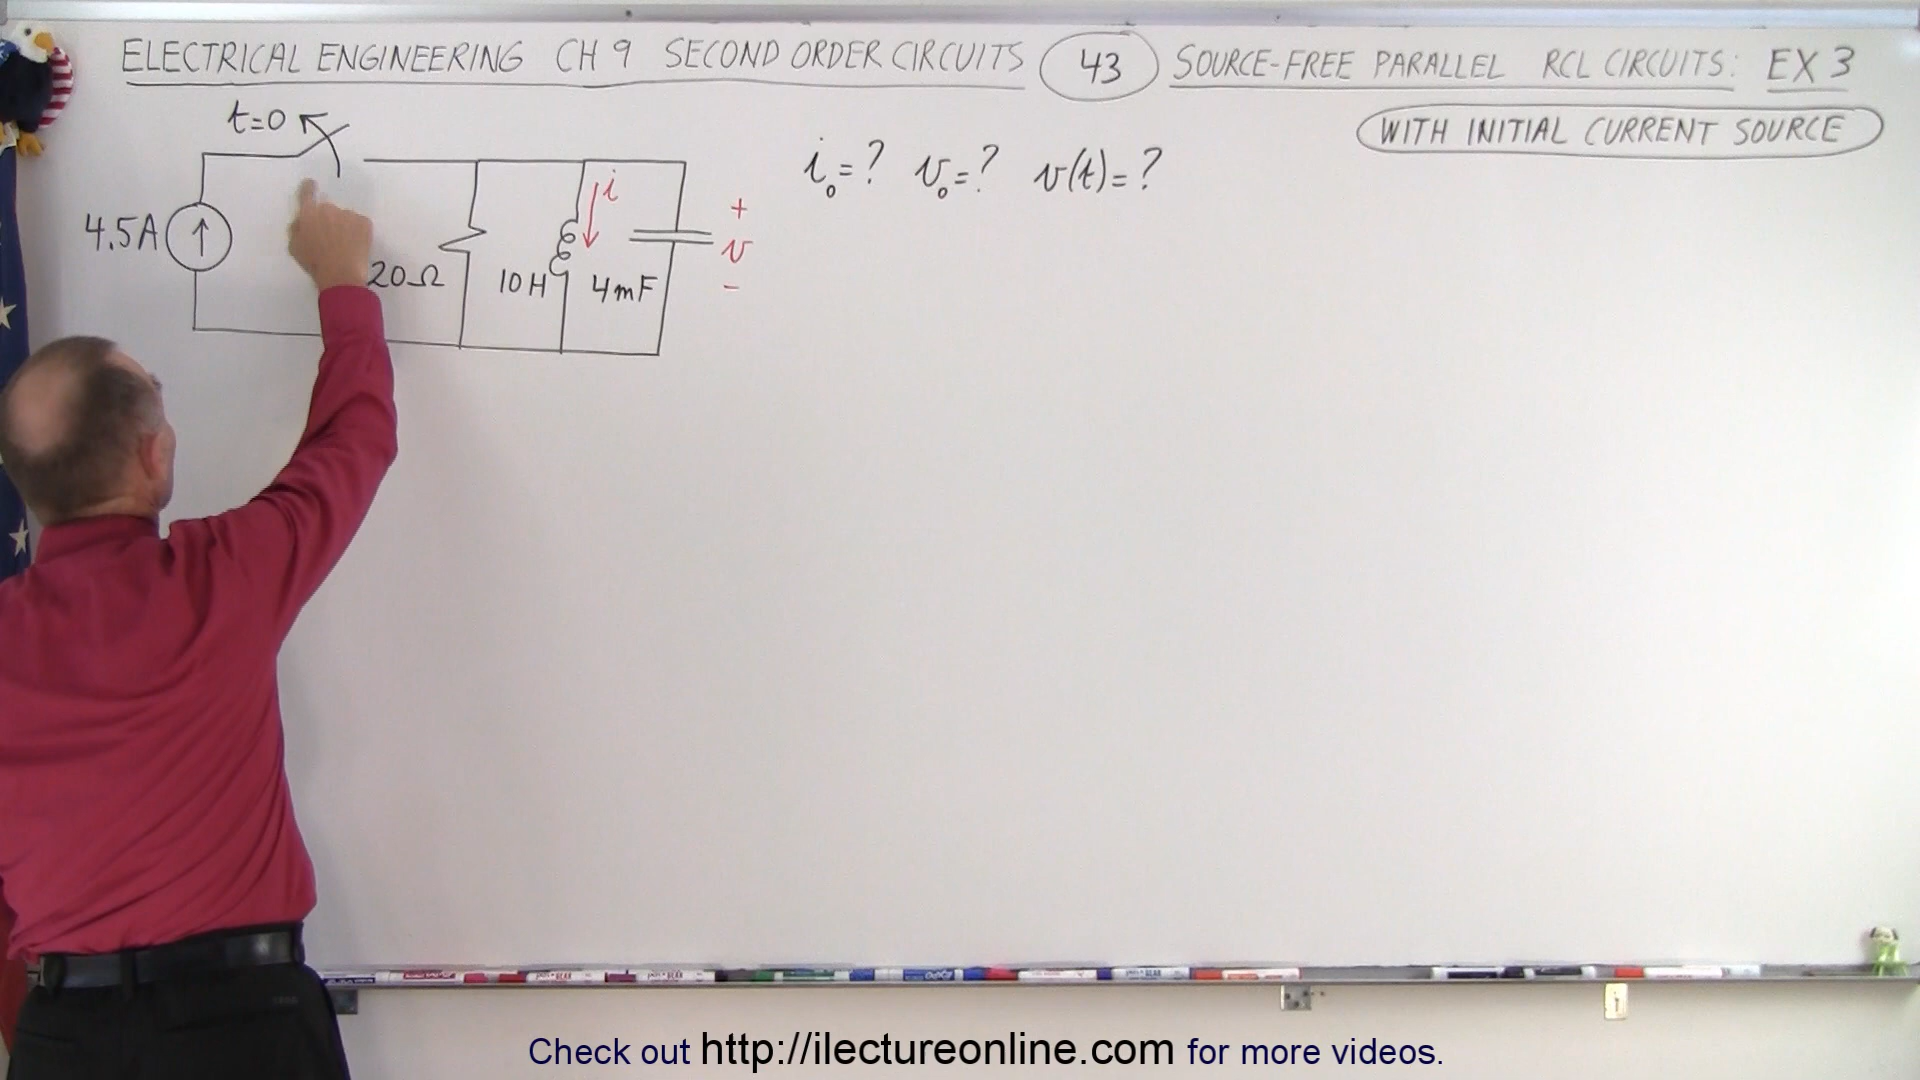 ELECTRICAL ENGINEERING CH 9 SECOND ORDER CIRCUITS 43 SOURCE-FREE PARALLEL RCL CIRCUITS: EX 3
WITH INITIAL CURRENT SOURCE
t=0
i₀=? v₀=? v(t)=?
4.5A
20Ω
10H
i
4mF
+
v
-
Check out http://ilectureonline.com for more videos.